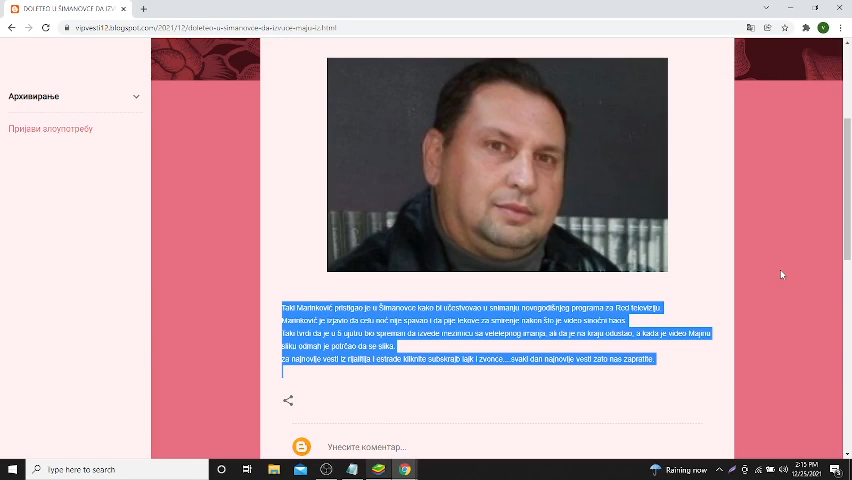 DOLETEO U ŠIMANOVCE DA IZV
vipvesti12.blogspot.com/2021/12/doleteo-u-simanovce-da-izvuce-maju-iz.html
V
Архивирање
Пријави злоупотребу
Taki Marinković pristigao je u Šimanovce kako bi učestvovao u snimanju novogodišnjeg programa za Red televiziju.
Marinković je izjavio da celu noć nije spavao i da pije lekove za smirenje nakon što je video sinoćni haos.
Taki tvrdi da je u 5 ujutru bio spreman da izvede mezimicu sa velelepnog imanja, ali da je na kraju odustao, a kada je video Majinu
sliku odmah je potrčao da se slika.
za najnovije vesti iz rijalitija i estrade kliknite subskrajb lajk i zvonce....svaki dan najnovije vesti zato nas zapratite.
Унесите коментар...
Type here to search
Raining now
2:15 PM
12/25/2021
3